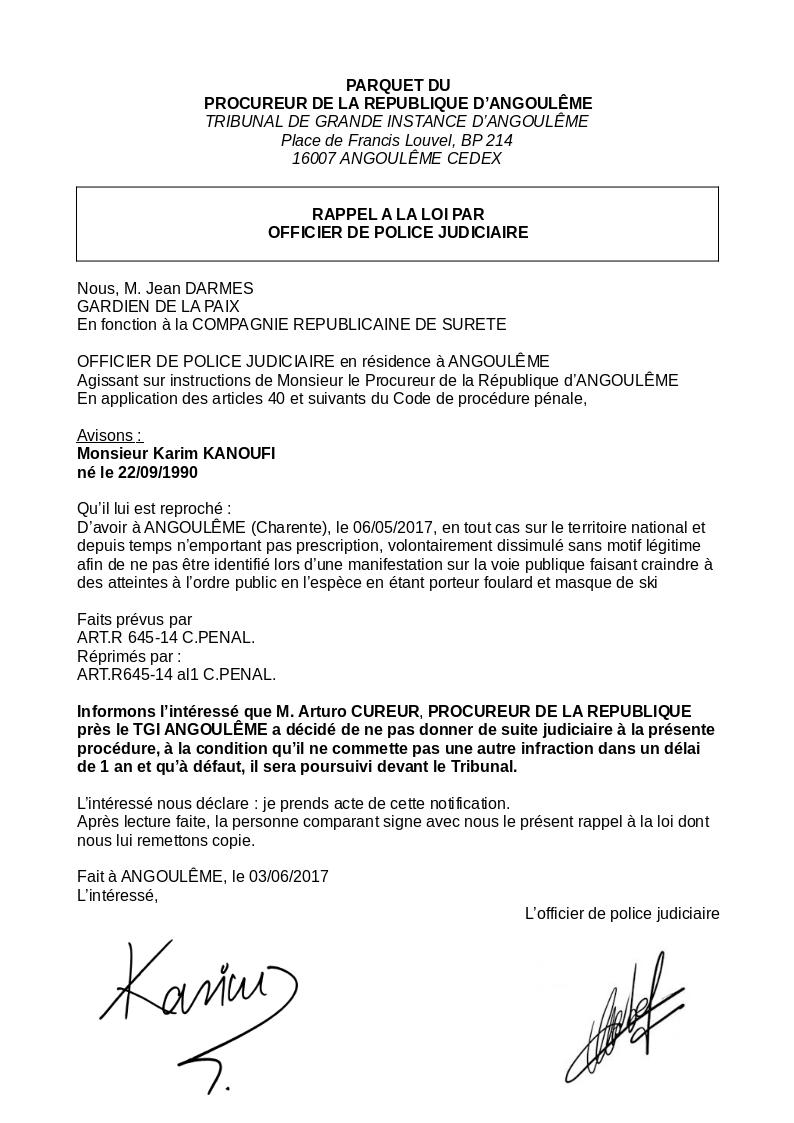 PARQUET DU
PROCUREUR DE LA REPUBLIQUE D’ANGOULÊME
TRIBUNAL DE GRANDE INSTANCE D’ANGOULÊME
Place de Francis Louvel, BP 214
16007 ANGOULÊME CEDEX
RAPPEL A LA LOI PAR
OFFICIER DE POLICE JUDICIAIRE
Nous, M. Jean DARMES
GARDIEN DE LA PAIX
En fonction à la COMPAGNIE REPUBLICAINE DE SURETE
OFFICIER DE POLICE JUDICIAIRE en résidence à ANGOULÊME
Agissant sur instructions de Monsieur le Procureur de la République d’ANGOULÊME
En application des articles 40 et suivants du Code de procédure pénale,
Avisons :
Monsieur Karim KANOUFI
né le 22/09/1990
Qu’il lui est reproché :
D’avoir à ANGOULÊME (Charente), le 06/05/2017, en tout cas sur le territoire national et
depuis temps n’emportant pas prescription, volontairement dissimulé sans motif légitime
afin de ne pas être identifié lors d’une manifestation sur la voie publique faisant craindre à
des atteintes à l’ordre public en l’espèce en étant porteur foulard et masque de ski
Faits prévus par
ART.R 645-14 C.PENAL.
Réprimés par :
ART.R645-14 al1 C.PENAL.
Informons l’intéressé que M. Arturo CUREUR, PROCUREUR DE LA REPUBLIQUE
près le TGI ANGOULÊME a décidé de ne pas donner de suite judiciaire à la présente
procédure, à la condition qu’il ne commette pas une autre infraction dans un délai
de 1 an et qu’à défaut, il sera poursuivi devant le Tribunal.
L’intéressé nous déclare : je prends acte de cette notification.
Après lecture faite, la personne comparant signe avec nous le présent rappel à la loi dont
nous lui remettons copie.
Fait à ANGOULÊME, le 03/06/2017
L’intéressé,
L’officier de police judiciaire
Karim